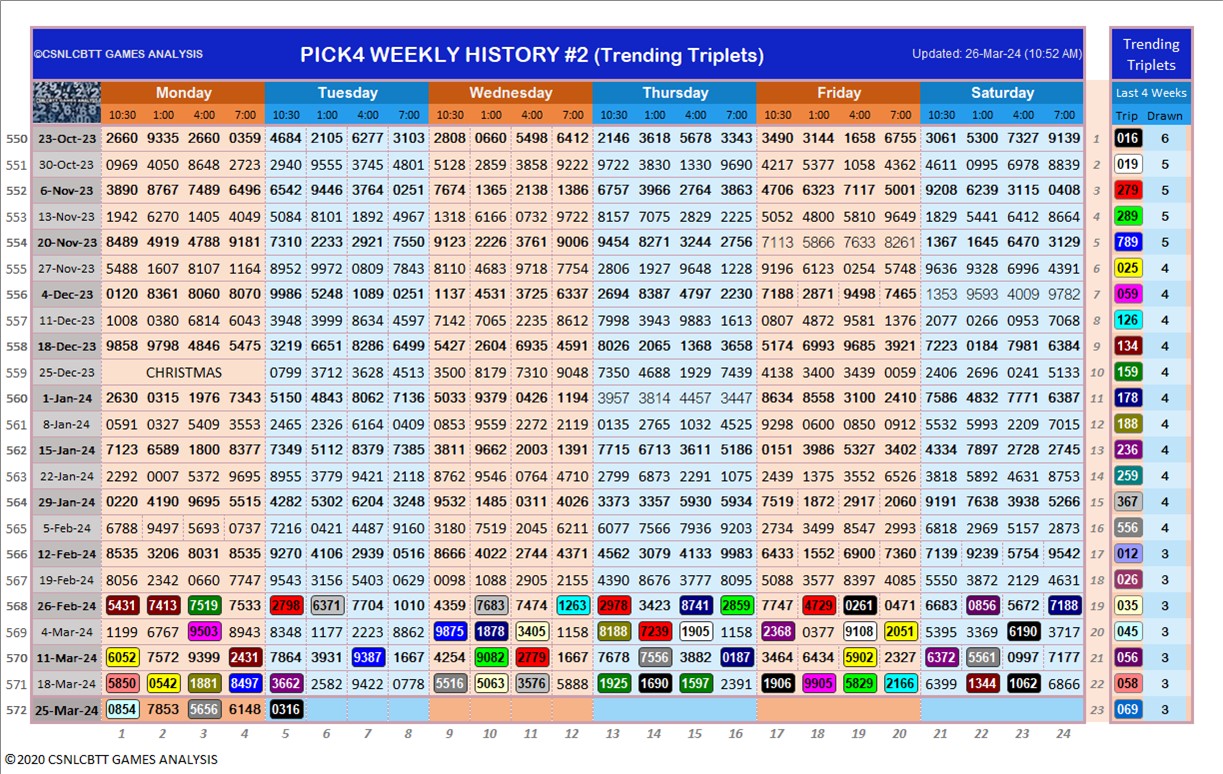 ©CSNLCBTT GAMES ANALYSIS PICK4 WEEKLY HISTORY #2 (Trending Triplets) Updated: 26-Mar-24 (10:52 AM) Trending
Triplets
Monday Tuesday Wednesday Thursday Friday Saturday Last 4 Weeks
10:30 1:00 4:00 7:00 10:30 1:00 4:00 7:00 10:30 1:00 4:00 7:00 10:30 1:00 4:00 7:00 10:30 1:00 4:00 7:00 10:30 1:00 4:00 7:00 Trip Drawn
550 23-Oct-23 2660 9335 2660 0359 4684 2105 6277 3103 2808 0660 5498 6412 2146 3618 5678 3343 3490 3144 1658 6755 3061 5300 7327 9139 1 016 6
551 30-Oct-23 0969 4050 8648 2723 2940 9555 3745 4801 5128 2859 3858 9222 9722 3830 1330 9690 4217 5377 1058 4362 4611 0995 6978 8839 2 019 5
552 6-Nov-23 3890 8767 7489 6496 6542 9446 3764 0251 7674 1365 2138 1386 6757 3966 2764 3863 4706 6323 7117 5001 9208 6239 3115 0408 3 279 5
553 13-Nov-23 1942 6270 1405 4049 5084 8101 1892 4967 1318 6166 0732 9722 8157 7075 2829 2225 5052 4800 5810 9649 1829 5441 6412 8664 4 289 5
554 20-Nov-23 8489 4919 4788 9181 7310 2233 2921 7550 9123 2226 3761 9006 9454 8271 3244 2756 7113 5866 7633 8261 1367 1645 6470 3129 5 789 5
555 27-Nov-23 5488 1607 8107 1164 8952 9972 0809 7843 8110 4683 9718 7754 2806 1927 9648 1228 9196 6123 0254 5748 9636 9328 6996 4391 6 025 4
556 4-Dec-23 0120 8361 8060 8070 9986 5248 1089 0251 1137 4531 3725 6337 2694 8387 4797 2230 7188 2871 9498 7465 1353 9593 4009 9782 7 059 4
557 11-Dec-23 1008 0380 6814 6043 3948 3999 8634 4597 7142 7065 2235 8612 7998 3943 9883 1613 0807 4872 9581 1376 2077 0266 0953 7068 8 126 4
558 18-Dec-23 9858 9798 4846 5475 3219 6651 8286 6499 5427 2604 6935 4591 8026 2065 1368 3658 5174 6993 9685 3921 7223 0184 7981 6384 9 134 4
559 25-Dec-23 CHRISTMAS 0799 3712 3628 4513 5500 8179 7310 9048 7350 4688 1929 7439 4138 3400 3439 0059 2406 2696 0241 5133 10 159 4
560 1-Jan-24 2630 0315 1976 7343 5150 4843 8062 7136 5033 9379 0426 1194 3957 3814 4457 3447 8634 8558 3100 2410 7586 4832 7771 6387 11 178 4
561 8-Jan-24 0591 0327 5409 3553 2465 2326 6164 0409 0853 9559 2272 2119 0135 2765 1032 4525 9298 0600 0850 0912 5532 5993 2209 7015 12 188 4
562 15-Jan-24 7123 6589 1800 8377 7349 5112 8379 7385 3811 9662 2003 1391 7715 6713 3611 5186 0151 3986 5327 3402 4334 7897 2728 2745 13 236 4
563 22-Jan-24 2292 0007 5372 9695 8955 3779 9421 2118 3762 9546 0764 4710 2799 6873 2291 1075 2439 1375 3552 6526 3818 5892 4631 8753 14 259 4
564 29-Jan-24 0220 4190 9695 5515 4282 5302 6204 3248 9532 1485 0311 4026 3373 3357 5930 5934 7519 1872 2917 2060 9191 7638 3938 5266 15 367 4
565 5-Feb-24 6788 9497 5693 0737 7216 0421 4487 9160 3180 7519 2045 6211 6077 7566 7936 9203 2734 3499 8547 2993 6818 2969 5157 2873 16 556 4
566 12-Feb-24 8535 3206 8031 8535 9270 4106 2939 0516 8666 4022 2744 4371 4562 3079 4133 9983 6433 1552 6900 7360 7139 9239 5754 9542 17 012 3
567 19-Feb-24 8056 2342 0660 7747 9543 3156 5403 0629 0098 1088 2905 2155 4390 8676 3777 8095 5088 3577 8397 4085 5550 3872 2129 4631 18 026 3
568 26-Feb-24 5431 7413 7519 7533 2798 6371 7704 1010 4359 7683 7474 1263 2978 3423 8741 2859 7747 4729 0261 0471 6683 0856 5672 7188 19 035 3
569 4-Mar-24 1199 6767 9503 8943 8348 1177 2223 8862 9875 1878 3405 1158 8188 7239 1905 1158 2368 0377 9108 2051 5395 3369 6190 3717 20 045 3
570 11-Mar-24 6052 7572 9399 2431 7864 3931 9387 1667 4254 9082 2779 1667 7678 7556 3882 0187 3464 6434 5902 2327 6372 5561 0997 7177 21 056 3
571 18-Mar-24 5850 0542 1881 8497 3662 2582 9422 0778 5516 5063 3576 5888 1925 1690 1597 2391 1906 9905 5829 2166 6399 1344 1062 6866 22 058 3
572 25-Mar-24 0854 7853 5656 6148 0316 23 069 3
1 2 3 4 5 6 7 8 9 10 11 12 13 14 15 16 17 18 19 20 21 22 23 24
©2020 CSNLCBTT GAMES ANALYSIS